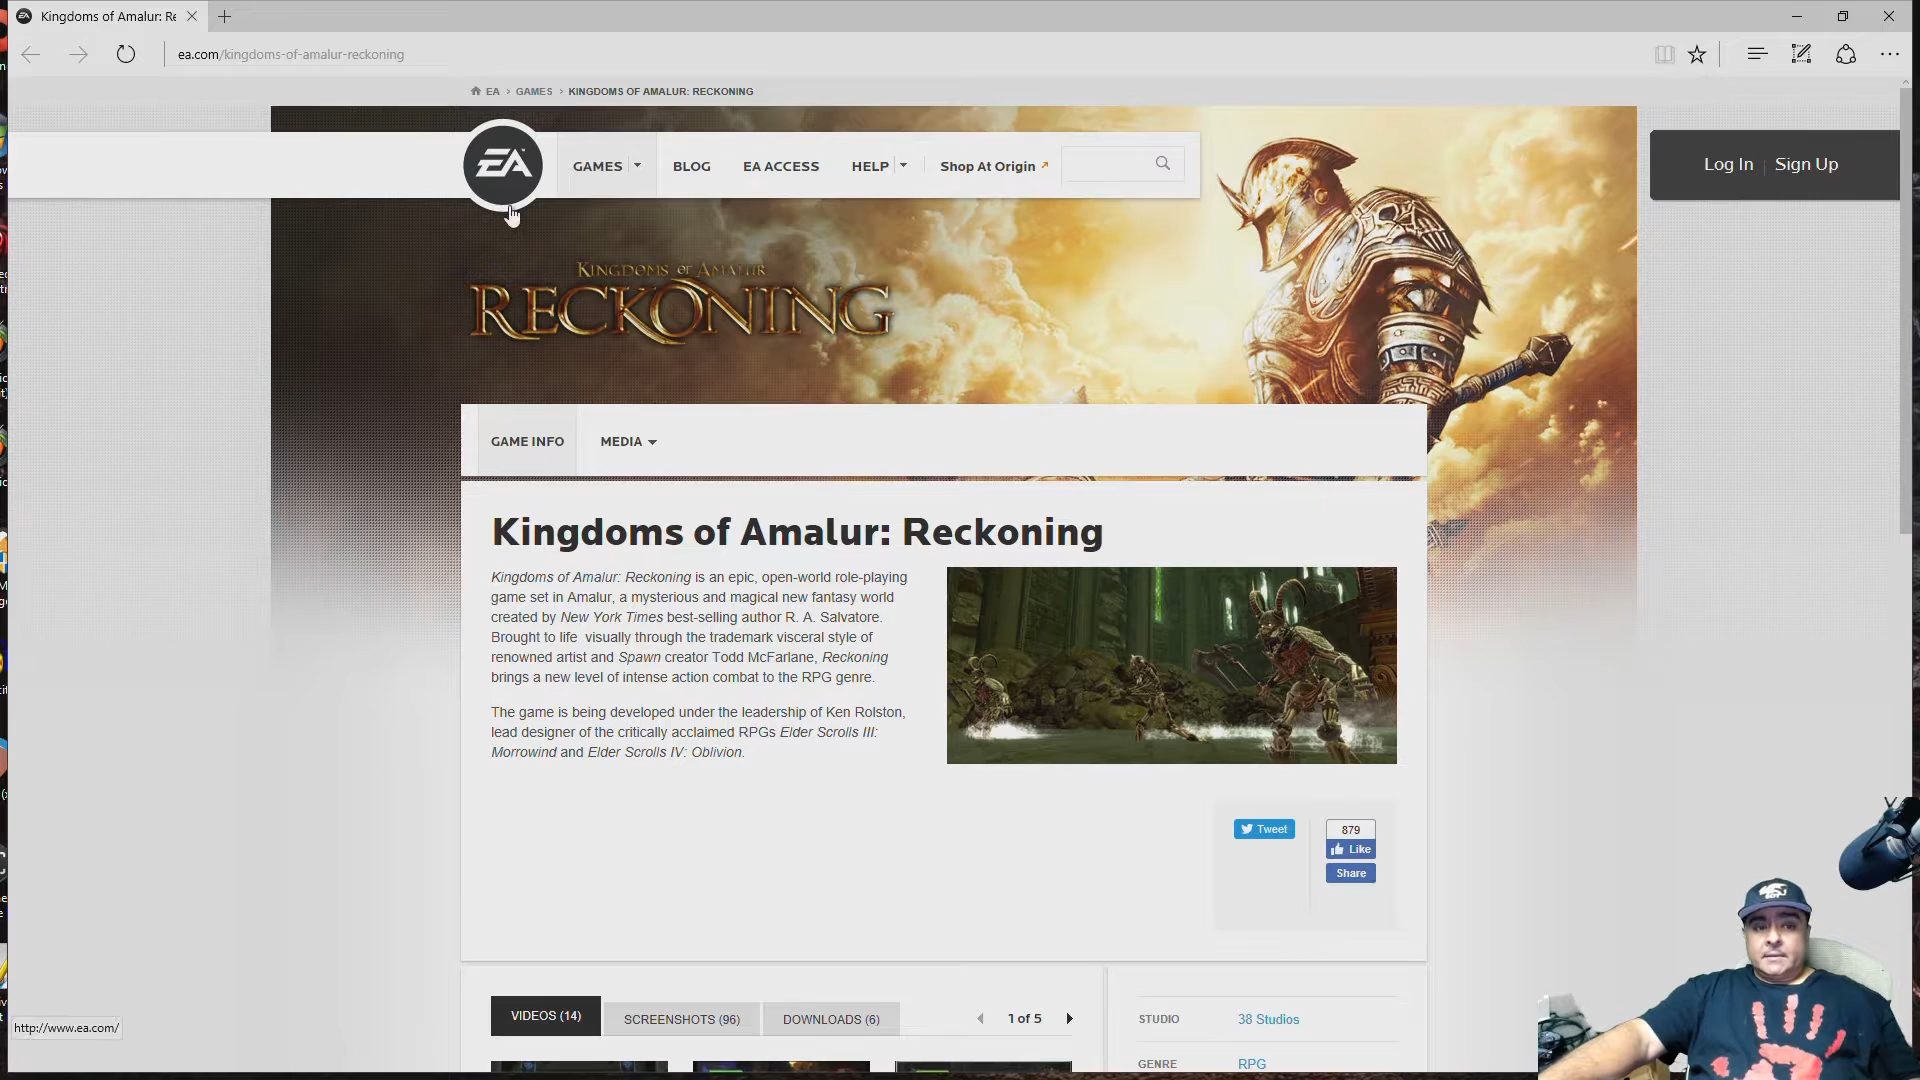 Kingdoms of Amalur: Re
ea.com/kingdoms-of-amalur-reckoning
EA > GAMES > KINGDOMS OF AMALUR: RECKONING
EA
GAMES
BLOG
EA ACCESS
HELP
Shop At Origin
Log In | Sign Up
KINGDOMS OF AMALUR
RECKONING
GAME INFO
MEDIA
Kingdoms of Amalur: Reckoning
Kingdoms of Amalur: Reckoning is an epic, open-world role-playing
game set in Amalur, a mysterious and magical new fantasy world
created by New York Times best-selling author R. A. Salvatore.
Brought to life visually through the trademark visceral style of
renowned artist and Spawn creator Todd McFarlane, Reckoning
brings a new level of intense action combat to the RPG genre.
The game is being developed under the leadership of Ken Rolston,
lead designer of the critically acclaimed RPGs Elder Scrolls III:
Morrowind and Elder Scrolls IV: Oblivion.
Tweet
879
Like
Share
VIDEOS (14)
SCREENSHOTS (96)
DOWNLOADS (6)
1 of 5
STUDIO
38 Studios
GENRE
RPG
http://www.ea.com/